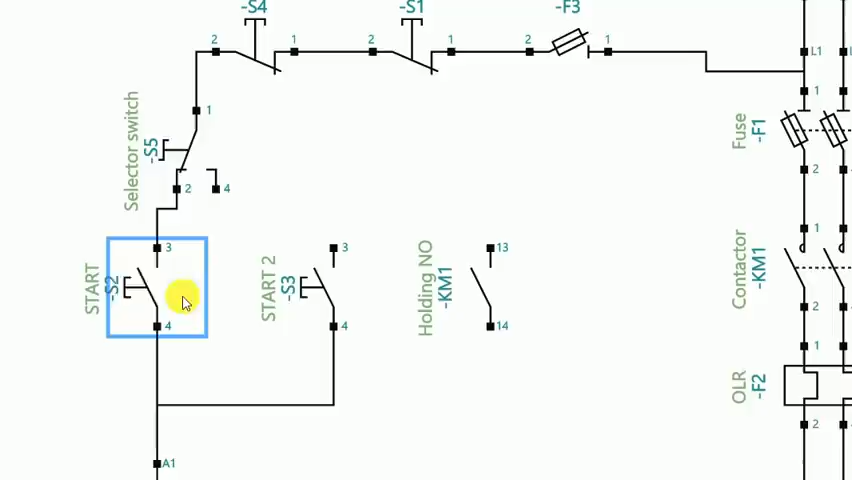 -S4
-S1
-F3
2
1
2
1
2
1
L1
1
Selector switch
-S5
1
2
4
Fuse
-F1
1
2
START
-S2
3
4
START 2
-S3
3
4
Holding NO
-KM1
13
14
Contactor
-KM1
1
2
OLR
-F2
1
2
A1